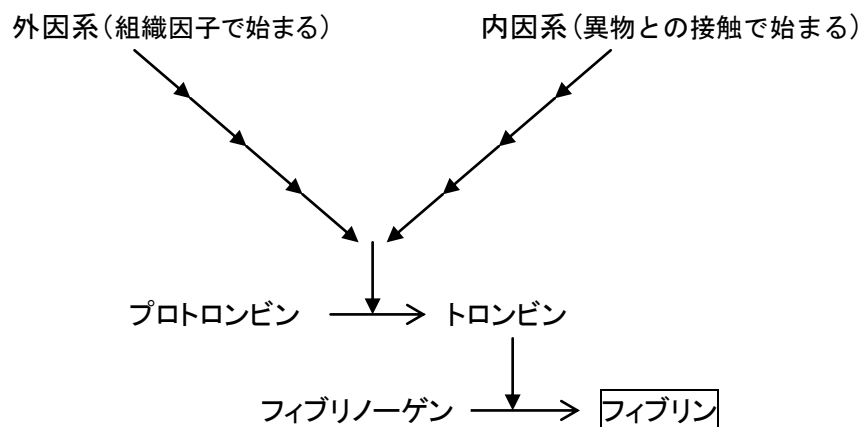 外因系（組織因子で始まる）
内因系（異物との接触で始まる）
プロトロンビン
トロンビン
フィブリノーゲン
フィブリン